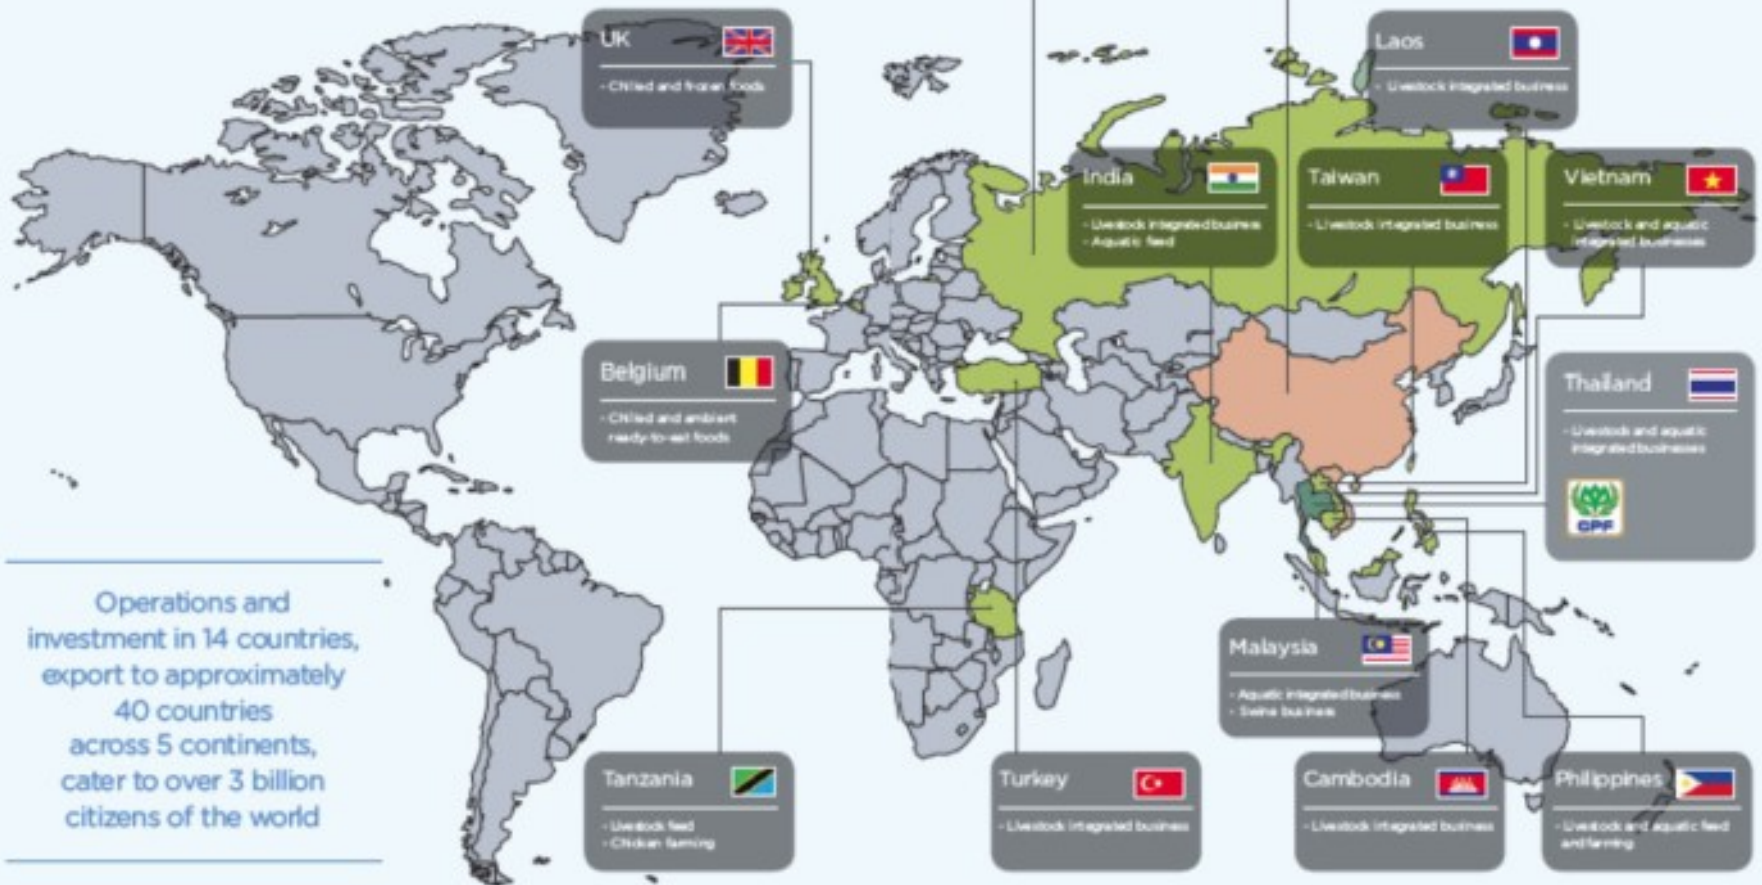 UK
- Chilled and frozen foods
Laos
- Livestock integrated business
India
- Livestock integrated business
- Aquatic feed
Taiwan
- Livestock integrated business
Vietnam
- Livestock and aquatic
integrated businesses
Belgium
- Chilled and ambient
ready-to-eat foods
Thailand
- Livestock and aquatic
integrated businesses
CPF
Operations and
investment in 14 countries,
export to approximately
40 countries
across 5 continents,
cater to over 3 billion
citizens of the world
Malaysia
- Aquatic integrated business
- Swine business
Tanzania
- Livestock feed
- Chicken farming
Turkey
- Livestock integrated business
Cambodia
- Livestock integrated business
Philippines
- Livestock and aquatic feed
and farming